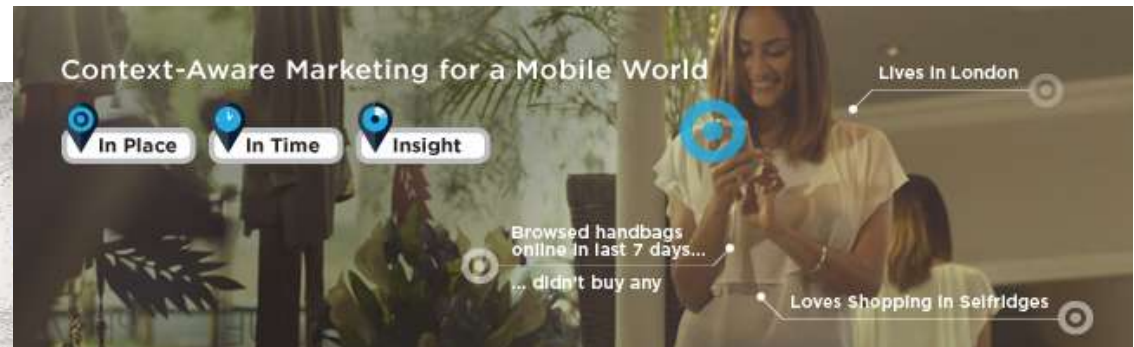 Context-Aware Marketing for a Mobile World
In Place
In Time
Insight
Lives in London
Browsed handbags
online in last 7 days...
... didn't buy any
Loves Shopping in Selfridges